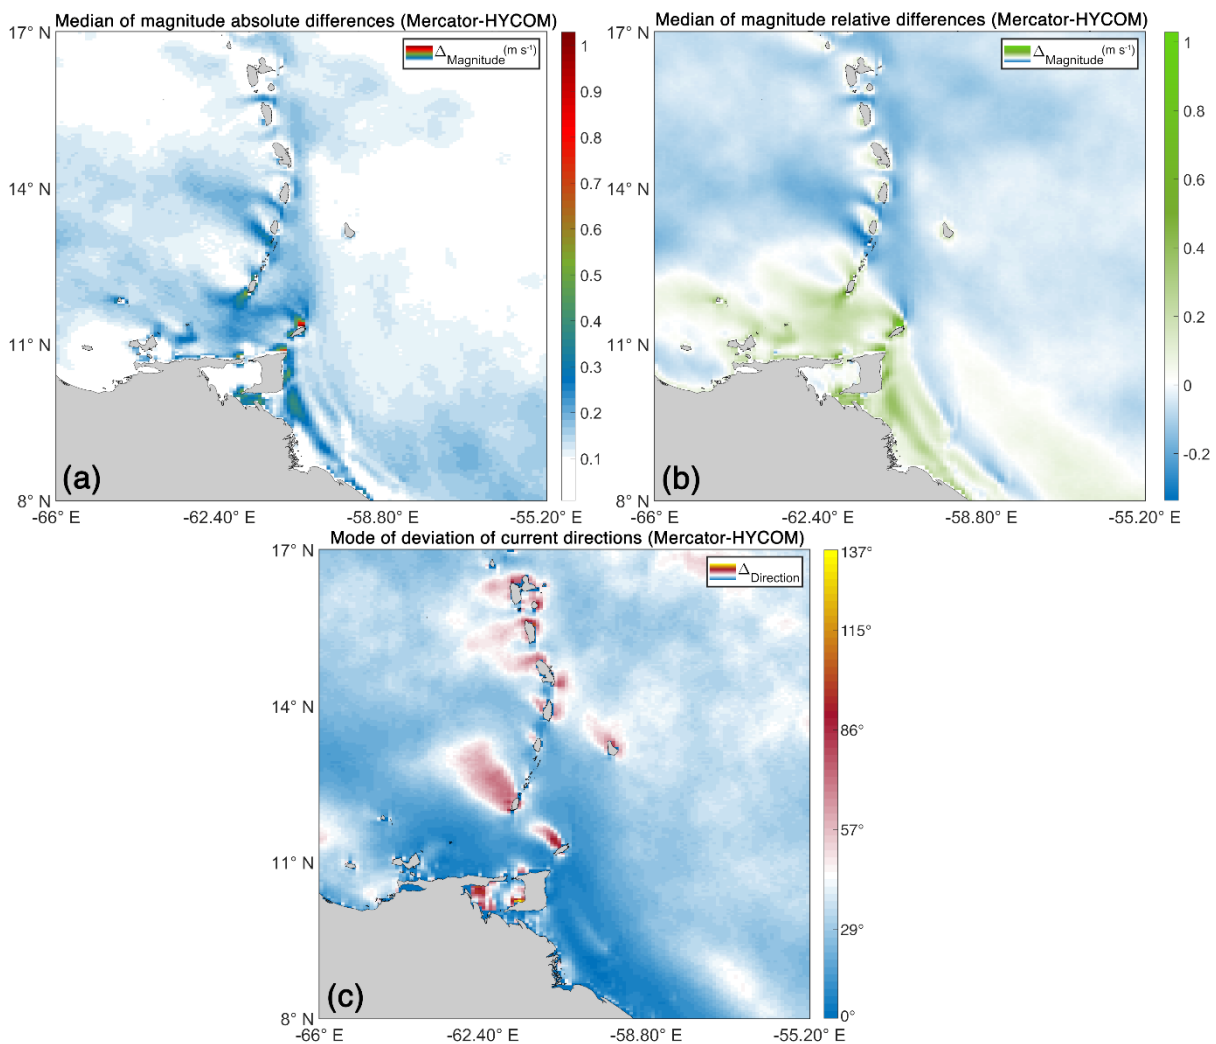 Median of magnitude absolute differences (Mercator-HYCOM)
17° N
14° N
11° N
8° N
-66° E
-62.40° E
-58.80° E
-55.20° E
Δ Magnitude (m s⁻¹)
(a)
1
0.9
0.8
0.7
0.6
0.5
0.4
0.3
0.2
0.1
Median of magnitude relative differences (Mercator-HYCOM)
17° N
14° N
11° N
8° N
-66° E
-62.40° E
-58.80° E
-55.20° E
Δ Magnitude (m s⁻¹)
(b)
1
0.8
0.6
0.4
0.2
0
-0.2
Mode of deviation of current directions (Mercator-HYCOM)
17° N
14° N
11° N
8° N
-66° E
-62.40° E
-58.80° E
-55.20° E
Δ Direction
(c)
137°
115°
86°
57°
29°
0°